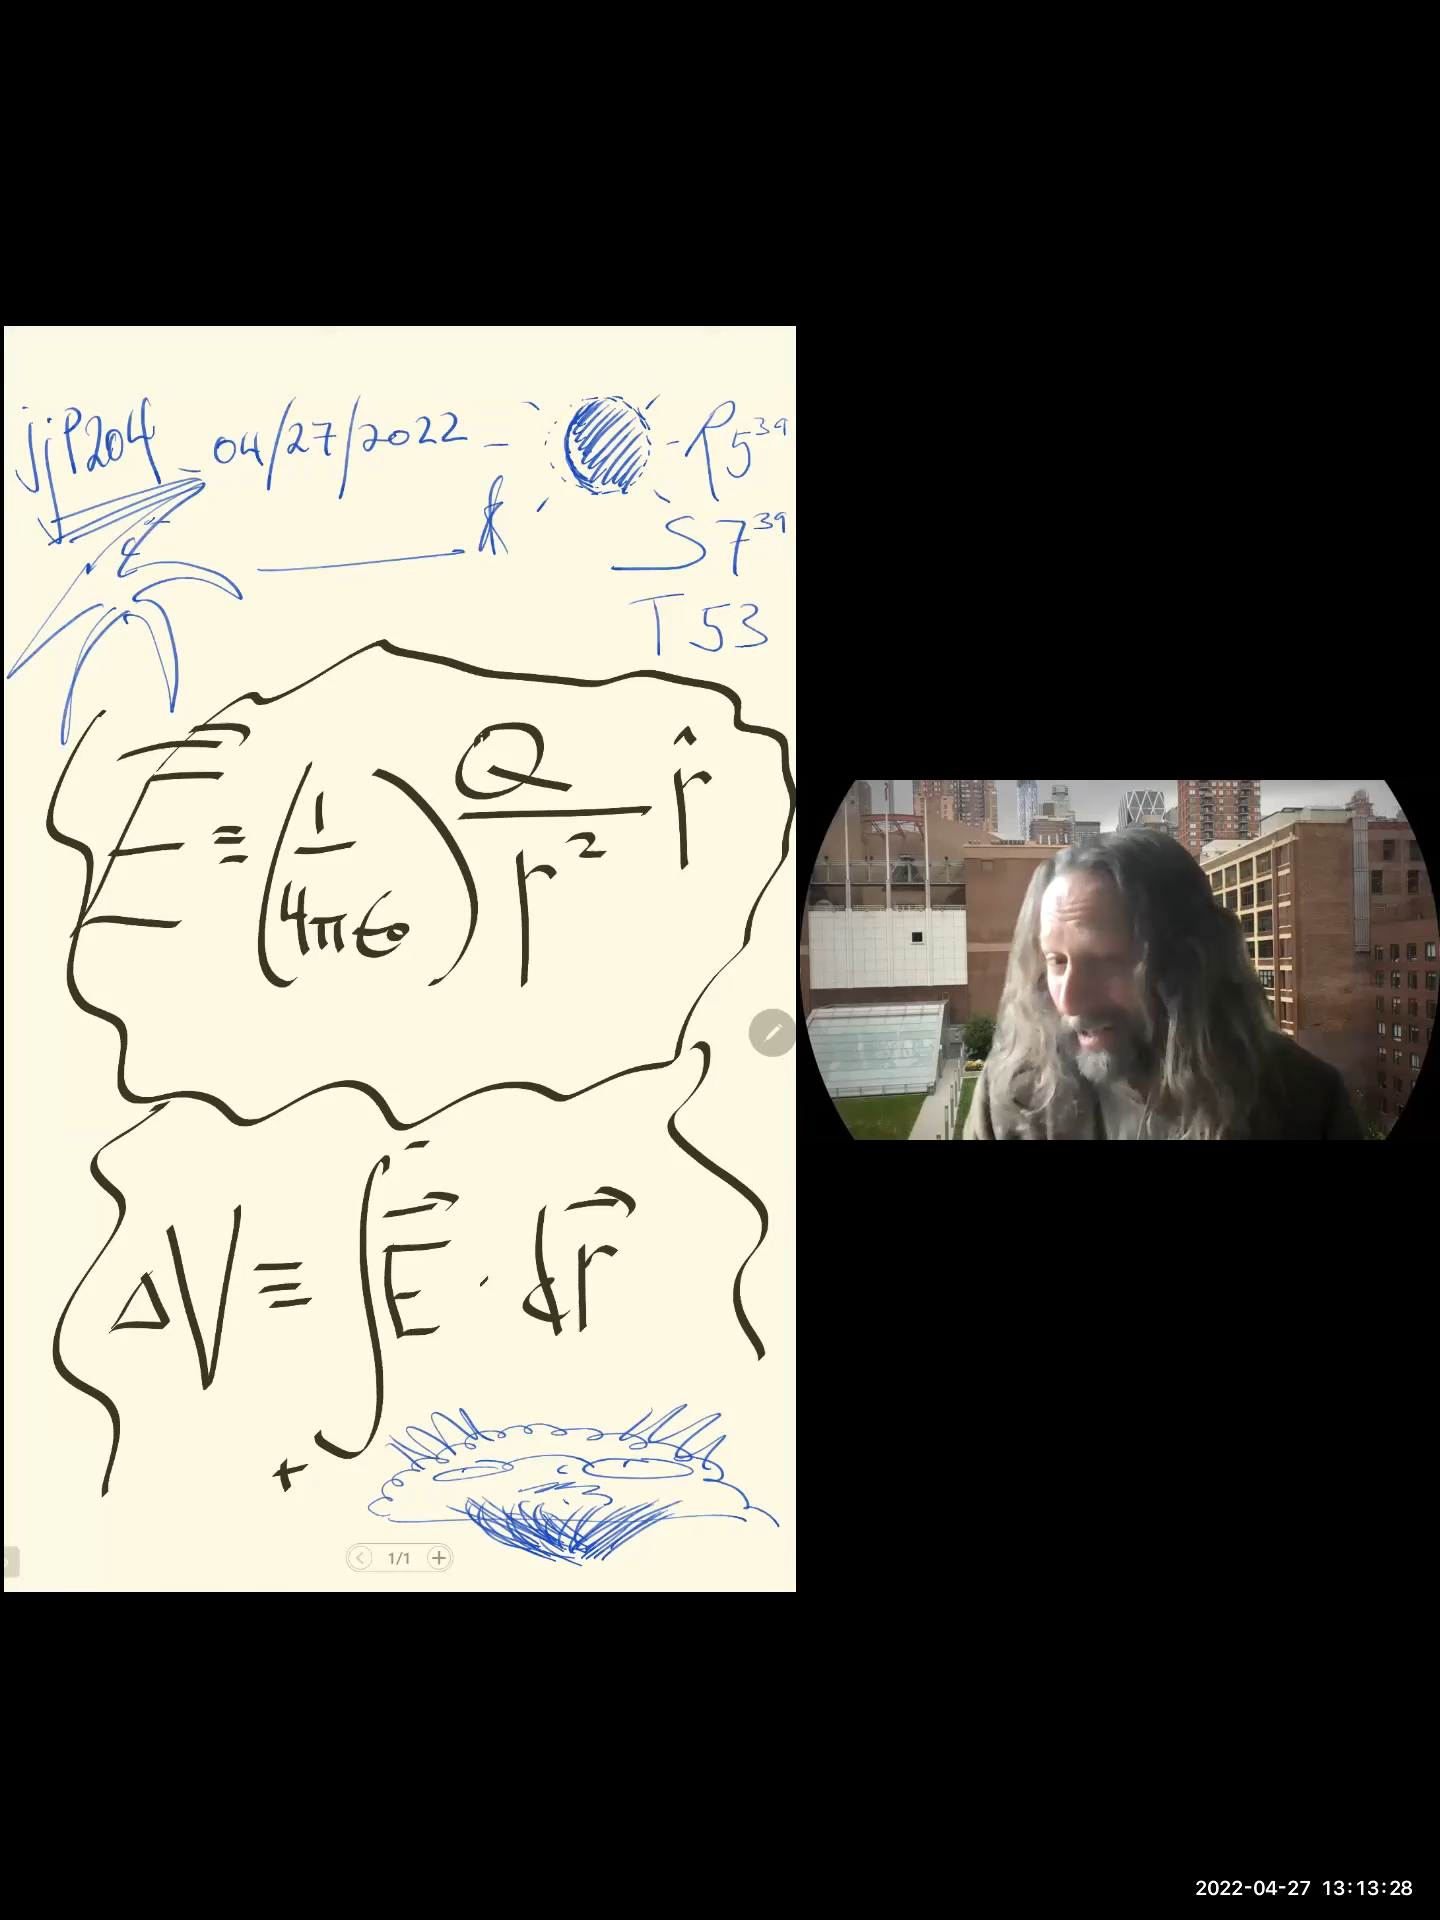 jjP204 - 04/27/2022 - - R5³⁹
S7³⁹
T53
E⃗ = (1/4πε₀) Q/r² r̂
ΔV ≡ ∫₊⁻ E⃗ · dr⃗
1/1
2022-04-27 13:13:28